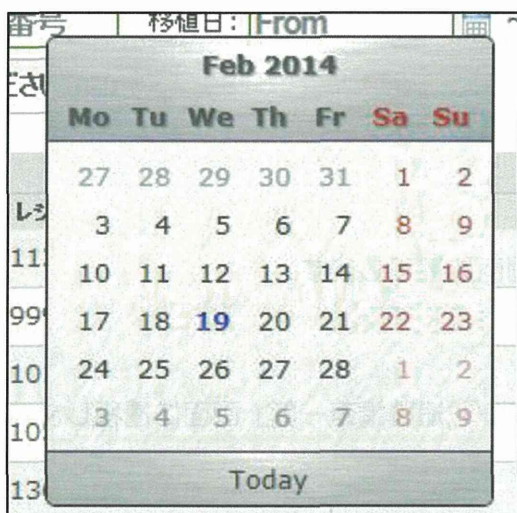 番号 移植日: From ~
Feb 2014
Mo Tu We Th Fr Sa Su
27 28 29 30 31 1 2
3 4 5 6 7 8 9
10 11 12 13 14 15 16
17 18 19 20 21 22 23
24 25 26 27 28 1 2
3 4 5 6 7 8 9
Today